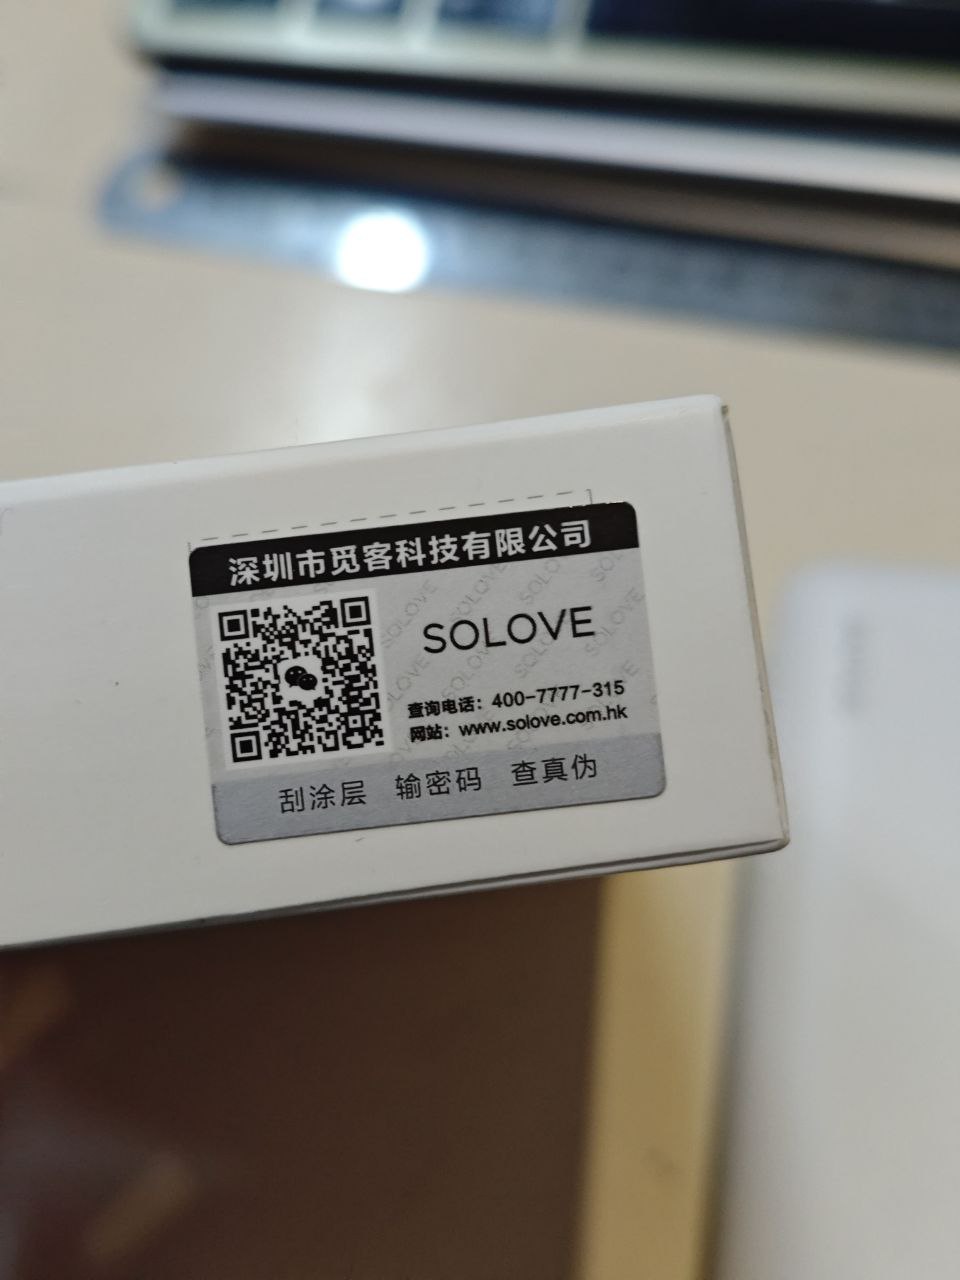 深圳市觅客科技有限公司
SOLOVE
查询电话：400-7777-315
网站：www.solove.com.hk
刮涂层 输密码 查真伪